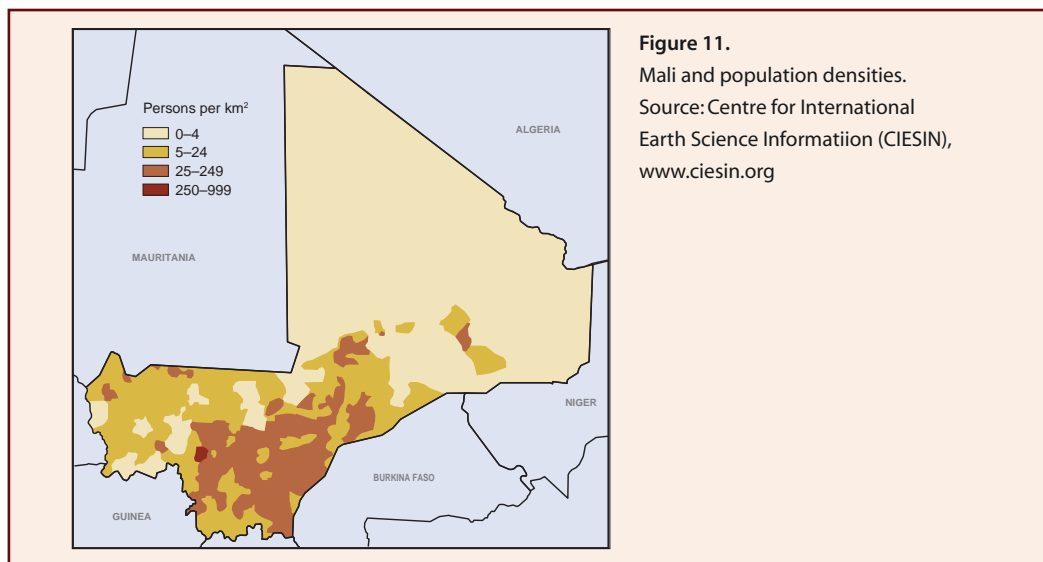 Persons per km²
0–4
5–24
25–249
250–999
ALGERIA
MAURITANIA
NIGER
BURKINA FASO
GUINEA
Figure 11.
Mali and population densities.
Source: Centre for International
Earth Science Informatiion (CIESIN),
www.ciesin.org